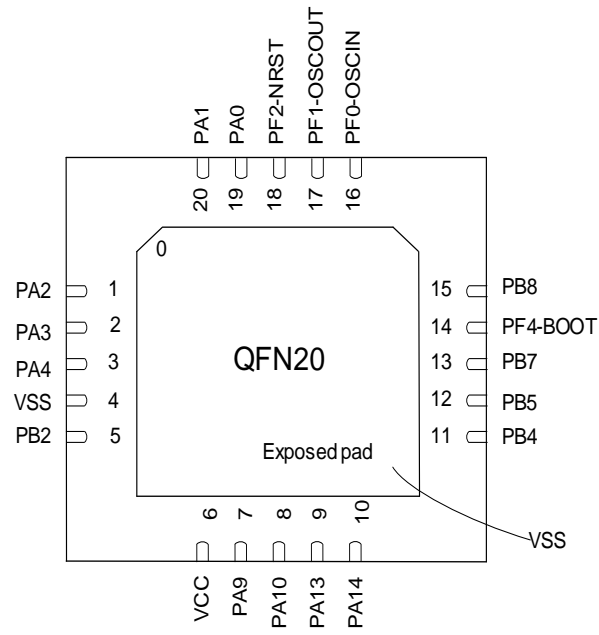 PA1
PA0
PF2-NRST
PF1-OSCOUT
PF0-OSCIN
20
19
18
17
16
0
PA2 1
PA3 2
PA4 3
VSS 4
PB2 5
15 PB8
14 PF4-BOOT
13 PB7
12 PB5
11 PB4
QFN20
Exposed pad
VSS
6
7
8
9
10
VCC
PA9
PA10
PA13
PA14